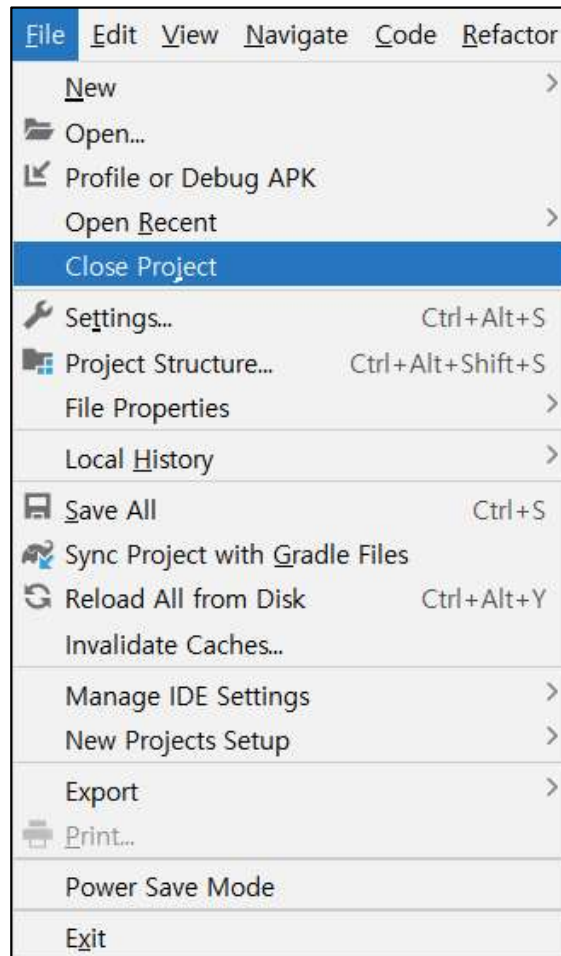 File Edit View Navigate Code Refactor
New
Open...
Profile or Debug APK
Open Recent
Close Project
Settings... Ctrl+Alt+S
Project Structure... Ctrl+Alt+Shift+S
File Properties
Local History
Save All Ctrl+S
Sync Project with Gradle Files
Reload All from Disk Ctrl+Alt+Y
Invalidate Caches...
Manage IDE Settings
New Projects Setup
Export
Print...
Power Save Mode
Exit